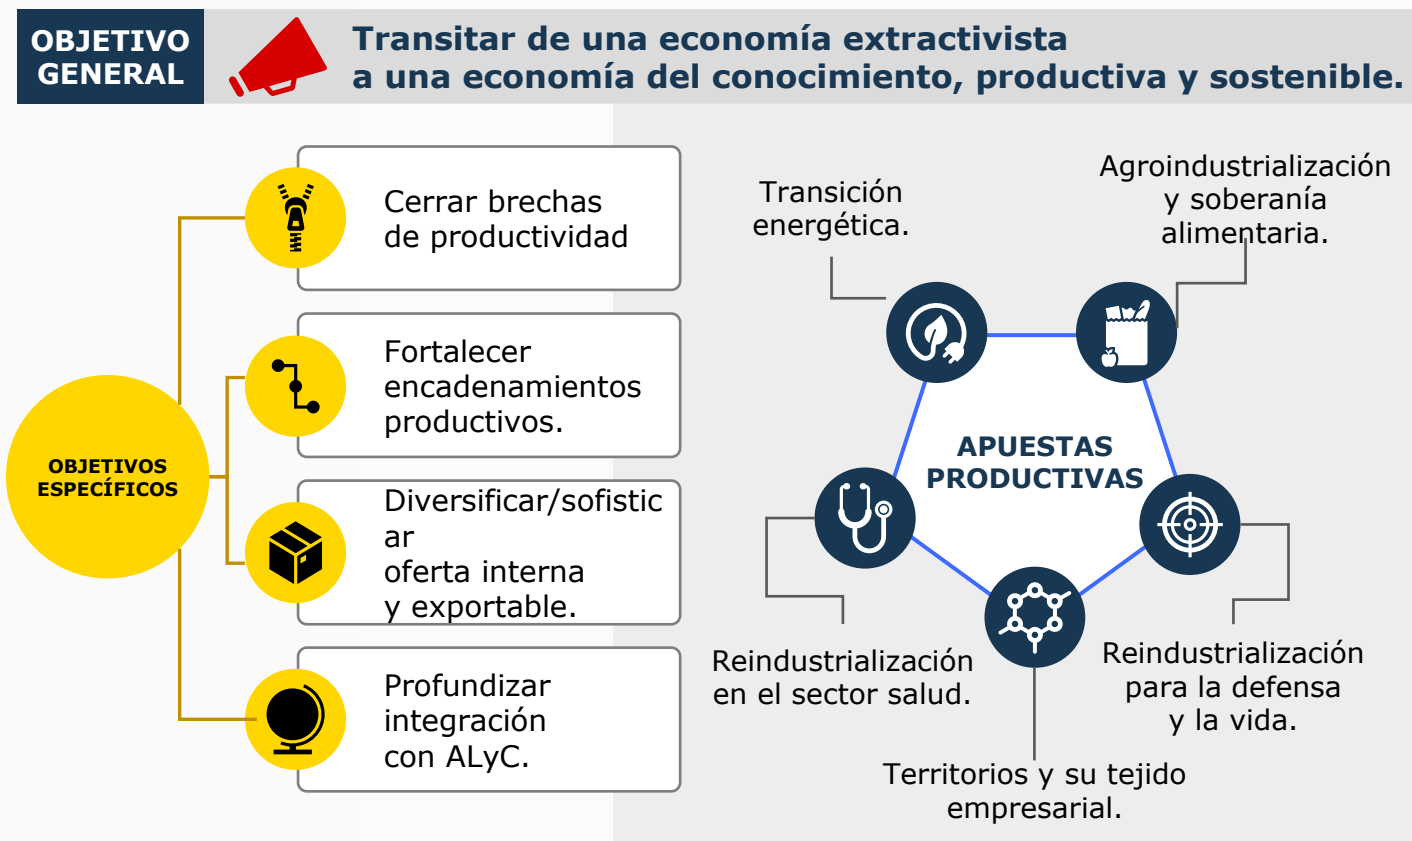 OBJETIVO
GENERAL
Transitar de una economía extractivista
a una economía del conocimiento, productiva y sostenible.
OBJETIVOS
ESPECÍFICOS
Cerrar brechas
de productividad
Fortalecer
encadenamientos
productivos.
Diversificar/sofistic
ar
oferta interna
y exportable.
Profundizar
integración
con ALyC.
Transición
energética.
Agroindustrialización
y soberanía
alimentaria.
APUESTAS
PRODUCTIVAS
Reindustrialización
en el sector salud.
Reindustrialización
para la defensa
y la vida.
Territorios y su tejido
empresarial.